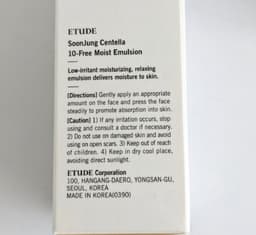 ETUDE
SoonJung Centella
10-Free Moist Emulsion
Low-irritant moisturizing, relaxing
emulsion delivers moisture to skin.
[Directions] Gently apply an appropriate
amount on the face and press the face
steadily to promote absorption into skin.
[Caution] 1) If any irritation occurs, stop
using and consult a doctor if necessary.
2) Do not use on damaged skin and avoid
using on open scars. 3) Keep out of reach
of children. 4) Keep in dry cool place,
avoiding direct sunlight.
ETUDE Corporation
100, HANGANG-DAERO, YONGSAN-GU,
SEOUL, KOREA
MADE IN KOREA(0390)